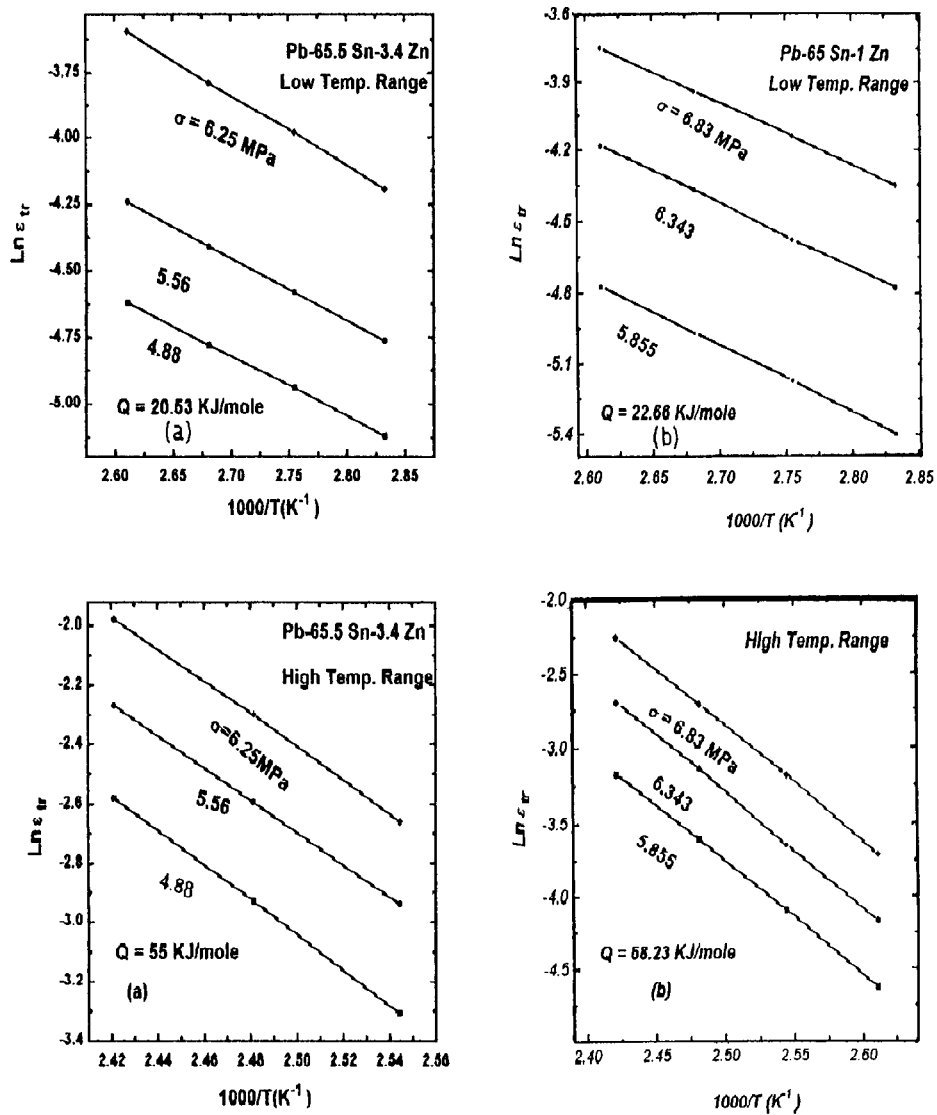 Pb-65.5 Sn-3.4 Zn
Low Temp. Range
σ = 6.25 MPa
5.56
4.88
Q = 20.53 KJ/mole
(a)
Ln ε tr
-3.75
-4.00
-4.25
-4.50
-4.75
-5.00
2.60 2.65 2.70 2.75 2.80 2.85
1000/T(K⁻¹)
Pb-65 Sn-1 Zn
Low Temp. Range
σ = 6.83 MPa
6.343
5.855
Q = 22.66 KJ/mole
(b)
Ln ε tr
-3.6
-3.9
-4.2
-4.5
-4.8
-5.1
-5.4
2.60 2.65 2.70 2.75 2.80 2.85
1000/T (K⁻¹)
Pb-65.5 Sn-3.4 Zn
High Temp. Range
σ=6.25MPa
5.56
4.88
Q = 55 KJ/mole
(a)
Ln ε tr
-2.0
-2.2
-2.4
-2.6
-2.8
-3.0
-3.2
-3.4
2.42 2.44 2.46 2.48 2.50 2.52 2.54 2.56
1000/T(K⁻¹)
High Temp. Range
σ = 6.83 MPa
6.343
5.855
(b)
Ln ε tr
-2.0
-2.5
-3.0
-3.5
-4.0
-4.5
2.40 2.45 2.50 2.55 2.60
1000/T (K⁻¹)